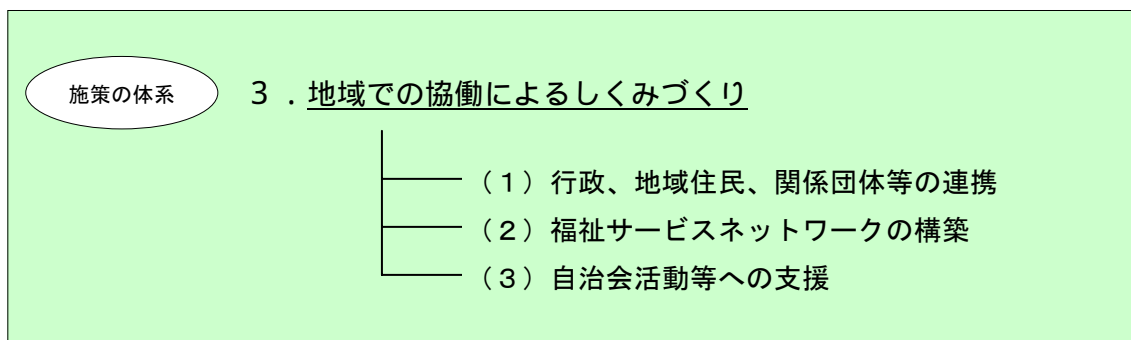 施策の体系
３．地域での協働によるしくみづくり
（１）行政、地域住民、関係団体等の連携
（２）福祉サービスネットワークの構築
（３）自治会活動等への支援